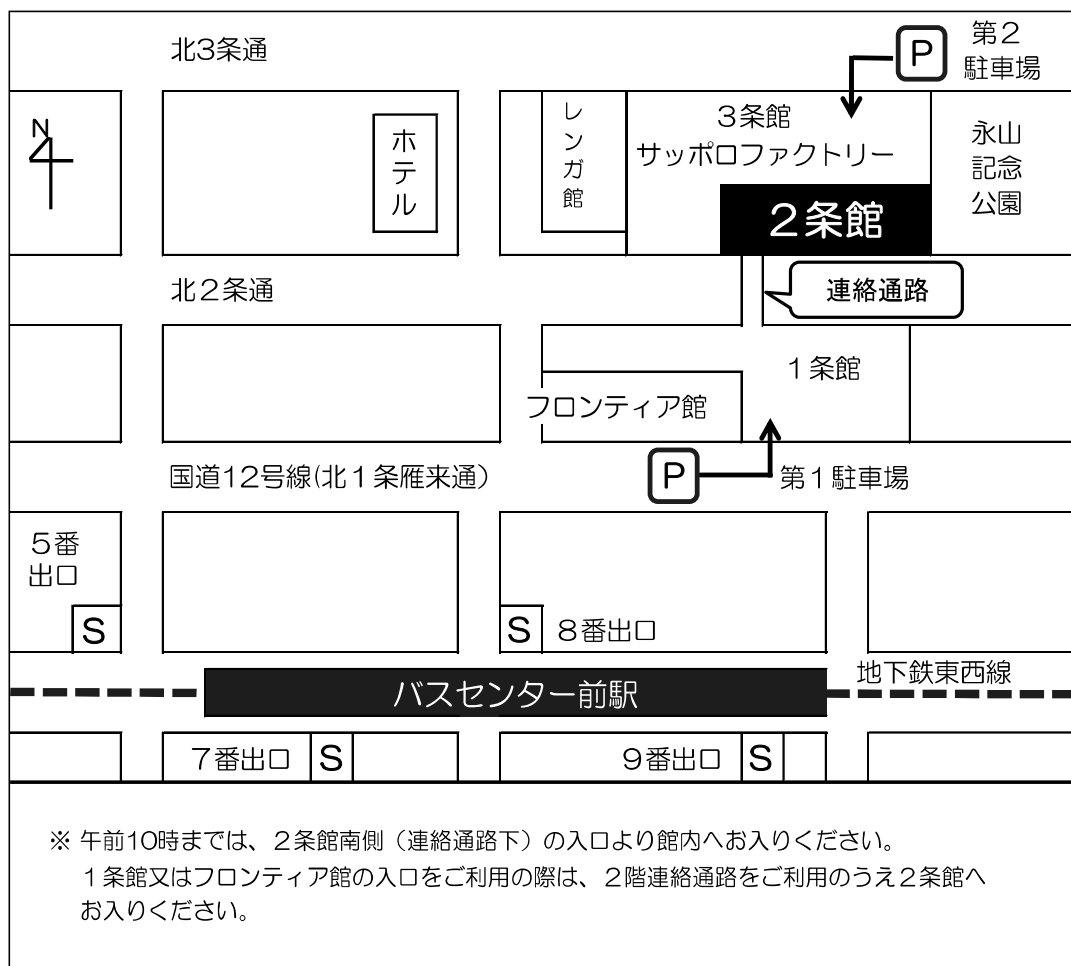 北3条通
P
第2
駐車場
N
ホテル
レンガ館
3条館
サッポロファクトリー
永山
記念
公園
2条館
北2条通
連絡通路
1条館
フロンティア館
国道12号線(北1条雁来通)
P
第1駐車場
5番
出口
S
S
8番出口
地下鉄東西線
バスセンター前駅
7番出口
S
9番出口
S
※ 午前10時までは、2条館南側(連絡通路下)の入口より館内へお入りください。
1条館又はフロンティア館の入口をご利用の際は、2階連絡通路をご利用のうえ2条館へ
お入りください。